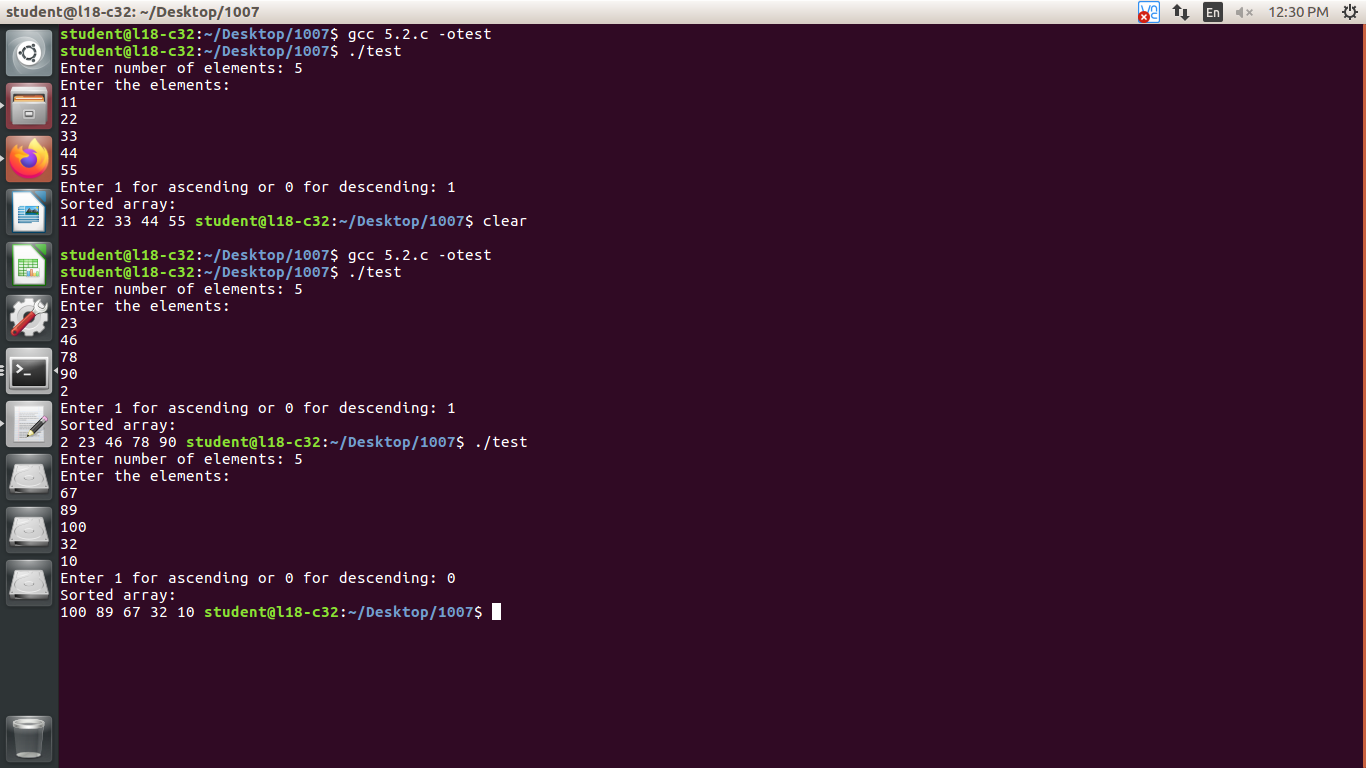 student@l18-c32: ~/Desktop/1007
En
12:30 PM
student@l18-c32:~/Desktop/1007$ gcc 5.2.c -otest
student@l18-c32:~/Desktop/1007$ ./test
Enter number of elements: 5
Enter the elements:
11
22
33
44
55
Enter 1 for ascending or 0 for descending: 1
Sorted array:
11 22 33 44 55 student@l18-c32:~/Desktop/1007$ clear
student@l18-c32:~/Desktop/1007$ gcc 5.2.c -otest
student@l18-c32:~/Desktop/1007$ ./test
Enter number of elements: 5
Enter the elements:
23
46
78
90
2
Enter 1 for ascending or 0 for descending: 1
Sorted array:
2 23 46 78 90 student@l18-c32:~/Desktop/1007$ ./test
Enter number of elements: 5
Enter the elements:
67
89
100
32
10
Enter 1 for ascending or 0 for descending: 0
Sorted array:
100 89 67 32 10 student@l18-c32:~/Desktop/1007$